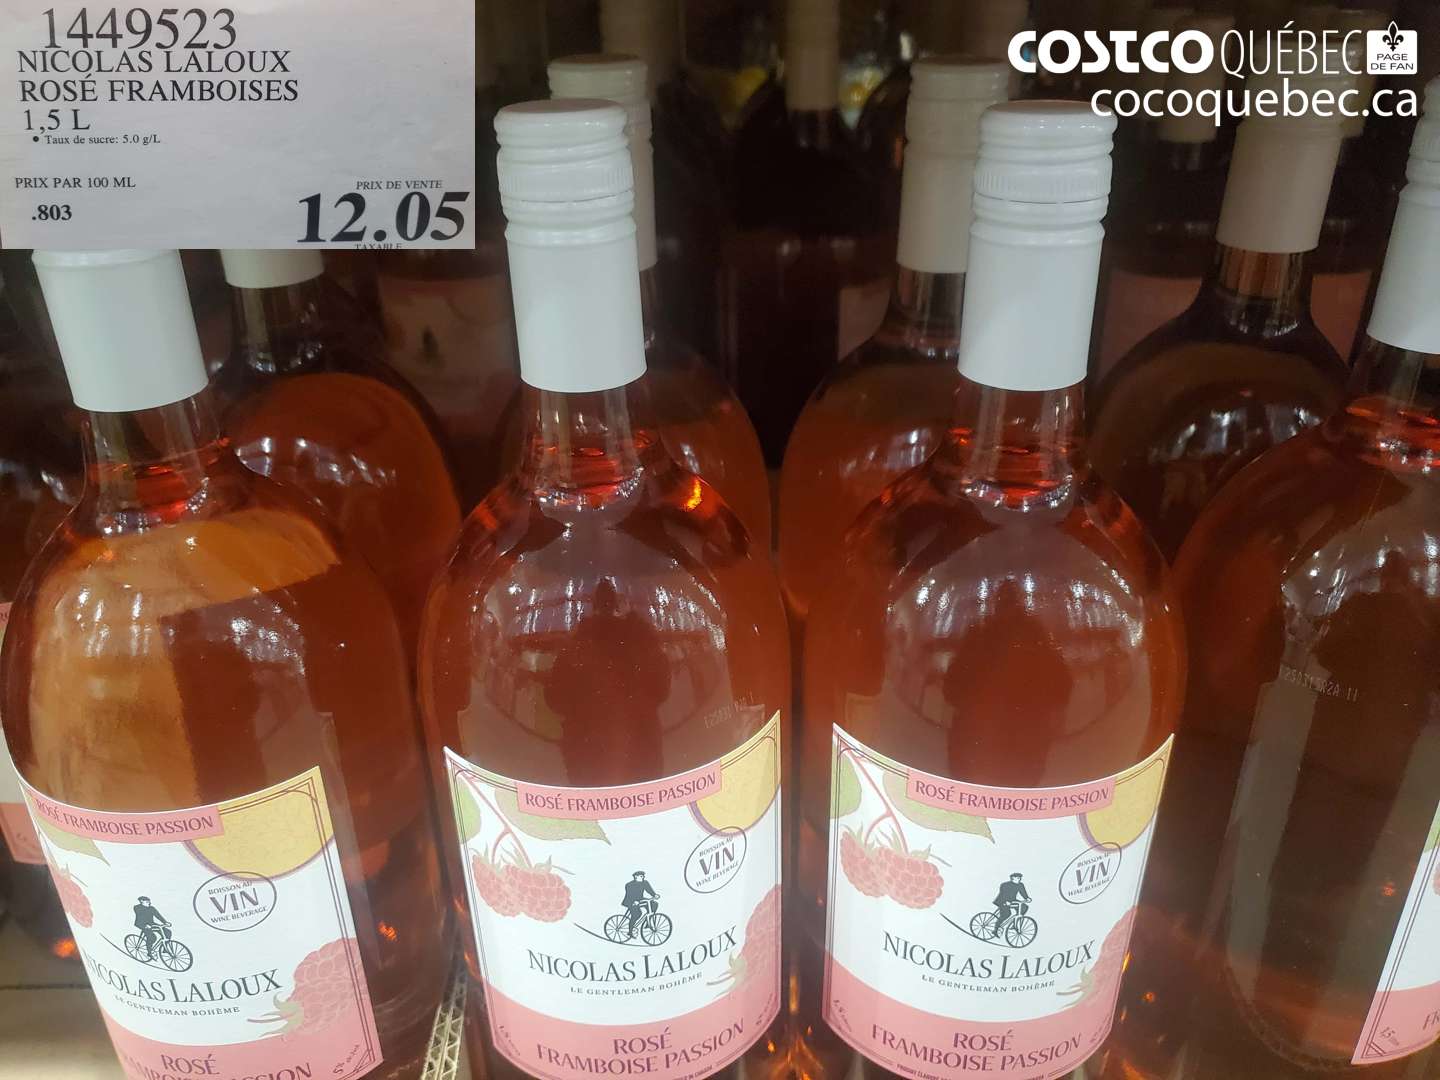 1449523
NICOLAS LALOUX
ROSÉ FRAMBOISES
1,5 L
• Taux de sucre: 5.0 g/L
PRIX PAR 100 ML
.803
PRIX DE VENTE
12.05
TAXABLE
COSTCO QUÉBEC
PAGE DE FAN
cocoquebec.ca
ROSÉ FRAMBOISE PASSION
BOISSON AU
VIN
WINE BEVERAGE
NICOLAS LALOUX
LE GENTLEMAN BOHÈME
ROSÉ
FRAMBOISE PASSION
ROSÉ FRAMBOISE PASSION
BOISSON AU
VIN
WINE BEVERAGE
NICOLAS LALOUX
LE GENTLEMAN BOHÈME
ROSÉ
FRAMBOISE PASSION
ROSÉ FRAMBOISE PASSION
BOISSON AU
VIN
WINE BEVERAGE
NICOLAS LALOUX
LE GENTLEMAN BOHÈME
ROSÉ
FRAMBOISE PASSION